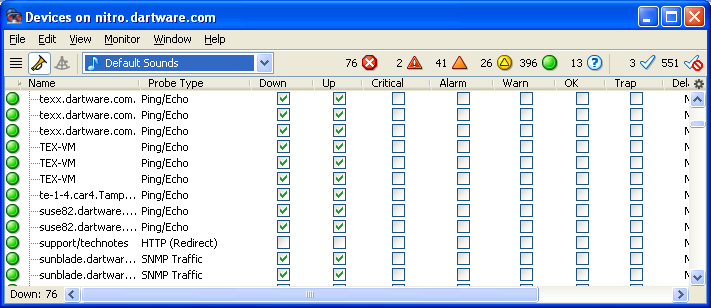 Devices on nitro.dartware.com
File Edit View Monitor Window Help
Default Sounds 76 2 41 26 396 13 ? 3 551
Name Probe Type Down Up Critical Alarm Warn OK Trap Dela
texx.dartware.com. Ping/Echo
texx.dartware.com. Ping/Echo
texx.dartware.com. Ping/Echo
TEX-VM Ping/Echo
TEX-VM Ping/Echo
TEX-VM Ping/Echo
te-1-4.car4.Tamp... Ping/Echo
suse82.dartware.... Ping/Echo
suse82.dartware.... Ping/Echo
support/technotes HTTP (Redirect)
sunblade.dartwar... SNMP Traffic
sunblade.dartwar... SNMP Traffic
Down: 76